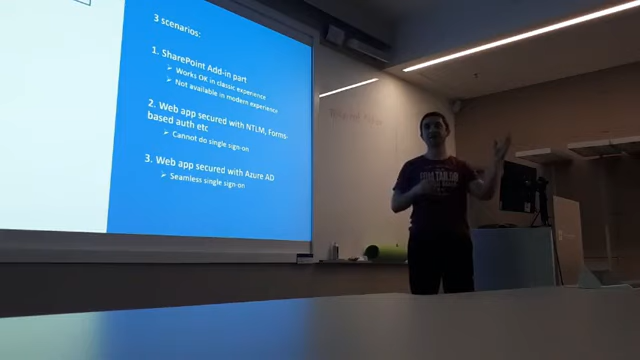 3 scenarios:
1. SharePoint Add-in part
➢ Works OK in classic experience
➢ Not available in modern experience
2. Web app secured with NTLM, Forms-
based auth etc
➢ Cannot do single sign-on
3. Web app secured with Azure AD
➢ Seamless single sign-on
TOM TAILOR